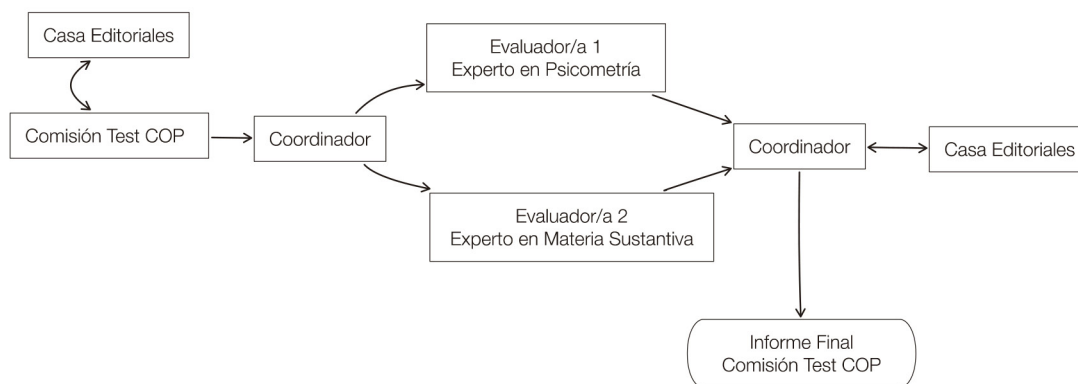 Casa Editoriales
Comisión Test COP
Coordinador
Evaluador/a 1
Experto en Psicometría
Evaluador/a 2
Experto en Materia Sustantiva
Coordinador
Casa Editoriales
Informe Final
Comisión Test COP